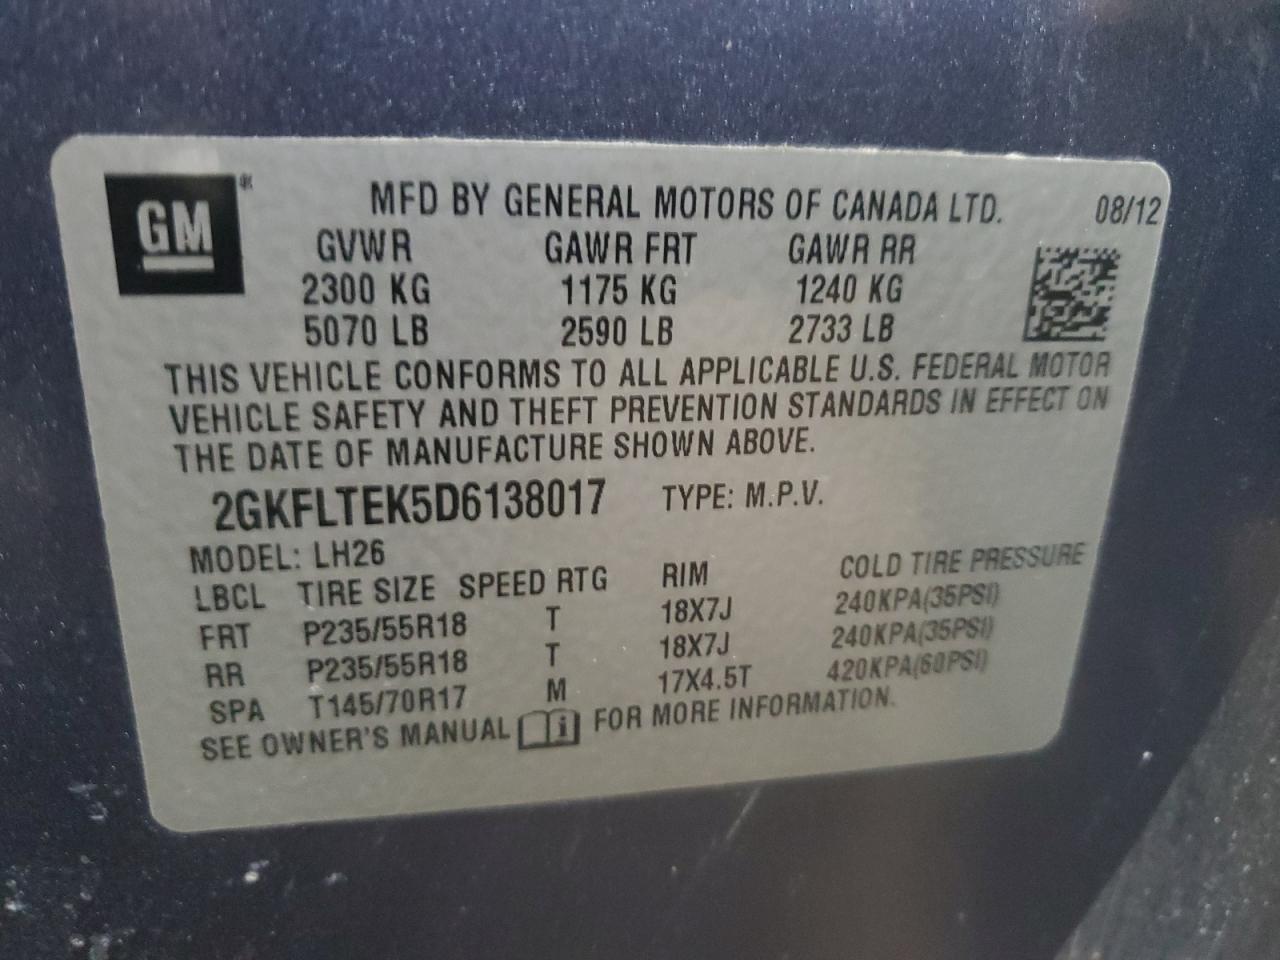 GM®
MFD BY GENERAL MOTORS OF CANADA LTD. 08/12
GVWR GAWR FRT GAWR RR
2300 KG 1175 KG 1240 KG
5070 LB 2590 LB 2733 LB
THIS VEHICLE CONFORMS TO ALL APPLICABLE U.S. FEDERAL MOTOR
VEHICLE SAFETY AND THEFT PREVENTION STANDARDS IN EFFECT ON
THE DATE OF MANUFACTURE SHOWN ABOVE.
2GKFLTEK5D6138017 TYPE: M.P.V.
MODEL: LH26
LBCL TIRE SIZE SPEED RTG RIM COLD TIRE PRESSURE
FRT P235/55R18 T 18X7J 240KPA(35PSI)
RR P235/55R18 T 18X7J 240KPA(35PSI)
SPA T145/70R17 M 17X4.5T 420KPA(60PSI)
SEE OWNER'S MANUAL i FOR MORE INFORMATION.